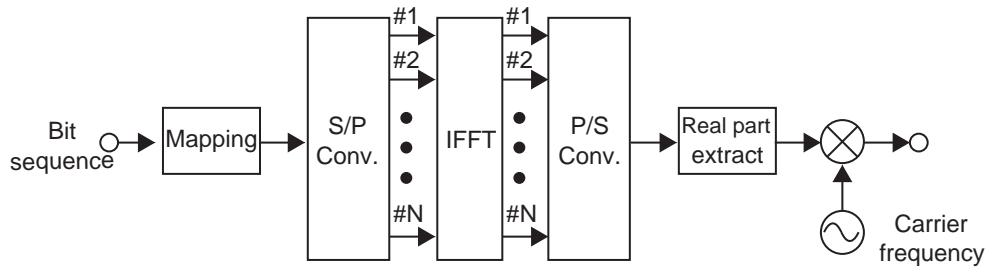 Bit
sequence
Mapping
S/P
Conv.
#1
#2
#N
IFFT
#1
#2
#N
P/S
Conv.
Real part
extract
Carrier
frequency